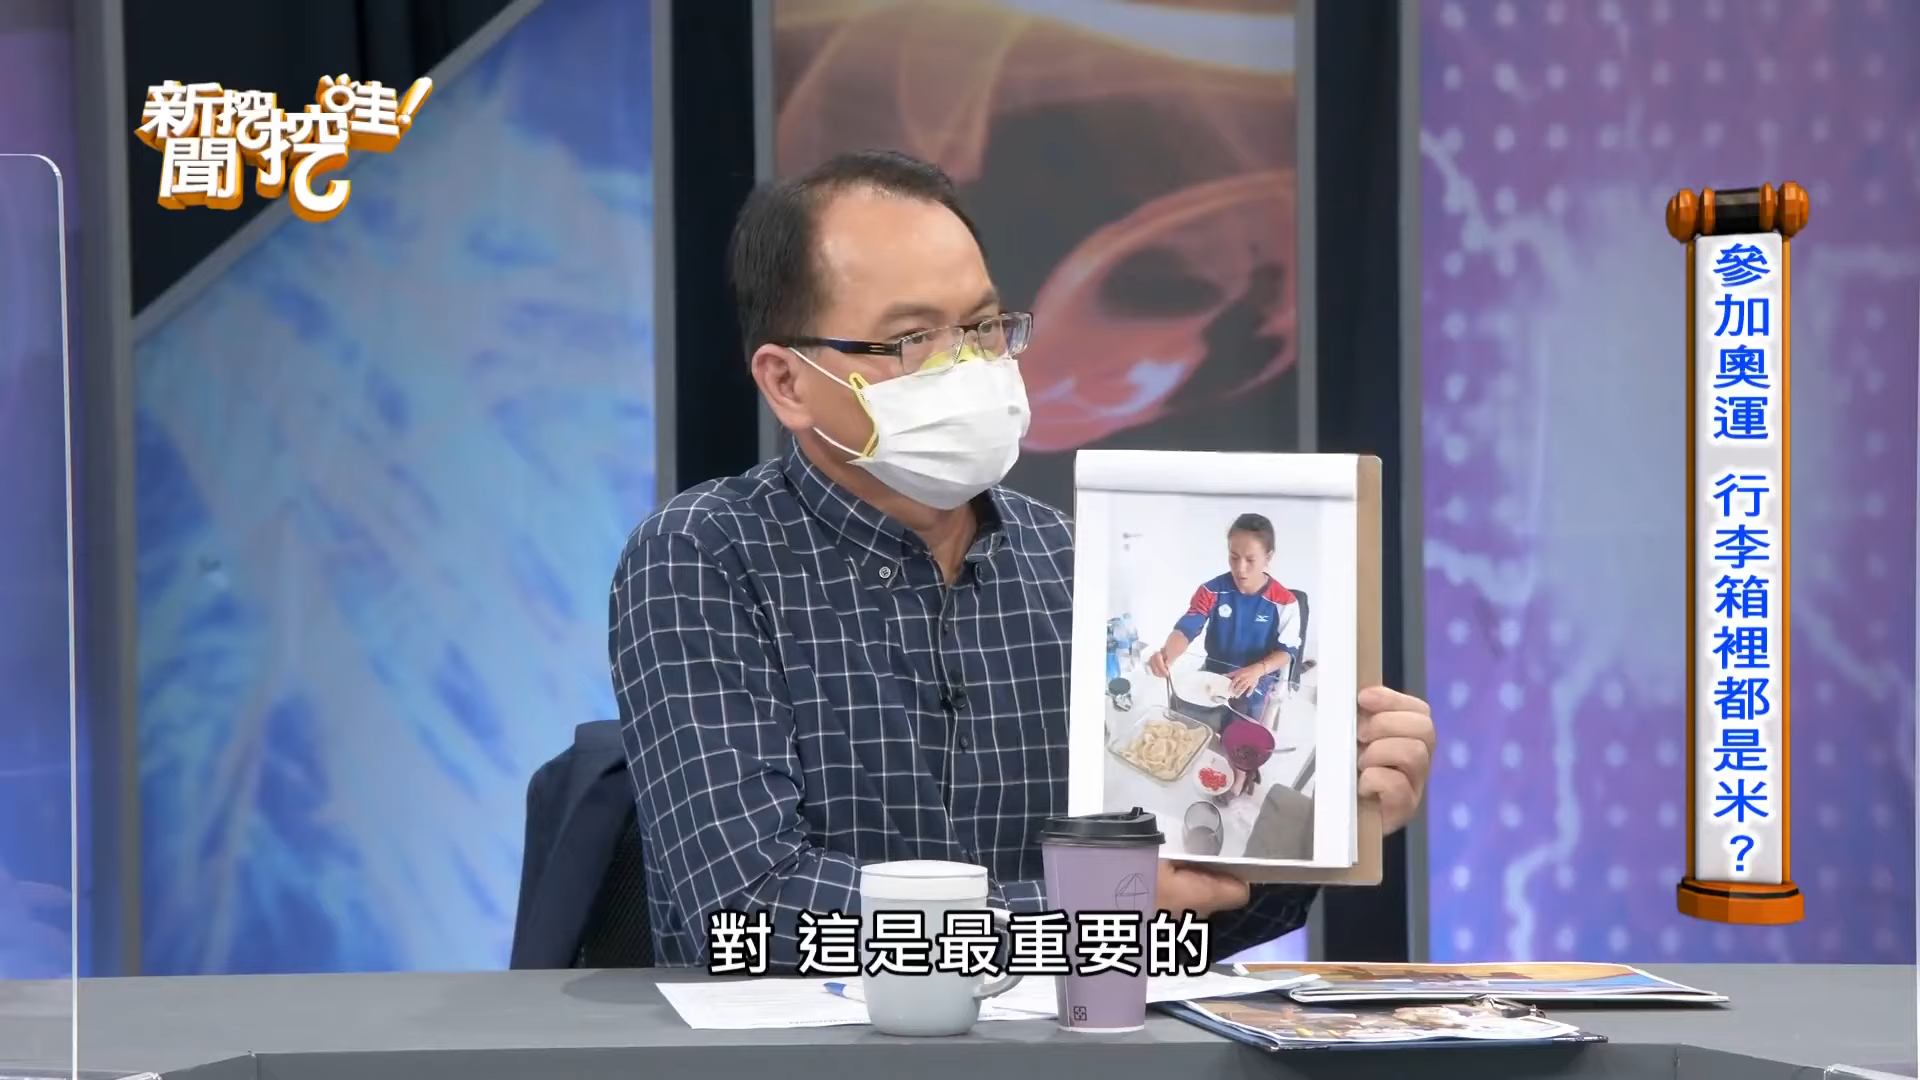 新聞挖挖哇!
參加奧運 行李箱裡都是米?
對 這是最重要的